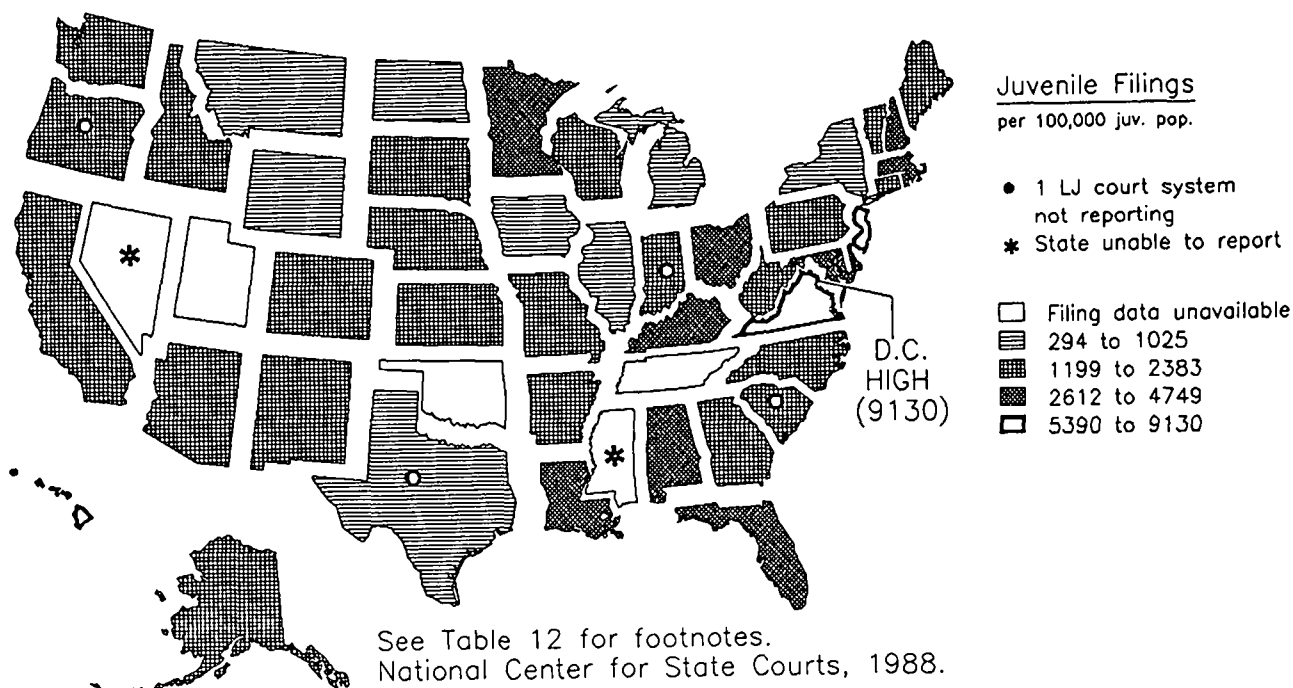 Juvenile Filings
per 100,000 juv. pop.
● 1 LJ court system
not reporting
* State unable to report
Filing data unavailable
294 to 1025
1199 to 2383
2612 to 4749
5390 to 9130
D.C.
HIGH
(9130)
See Table 12 for footnotes.
National Center for State Courts, 1988.